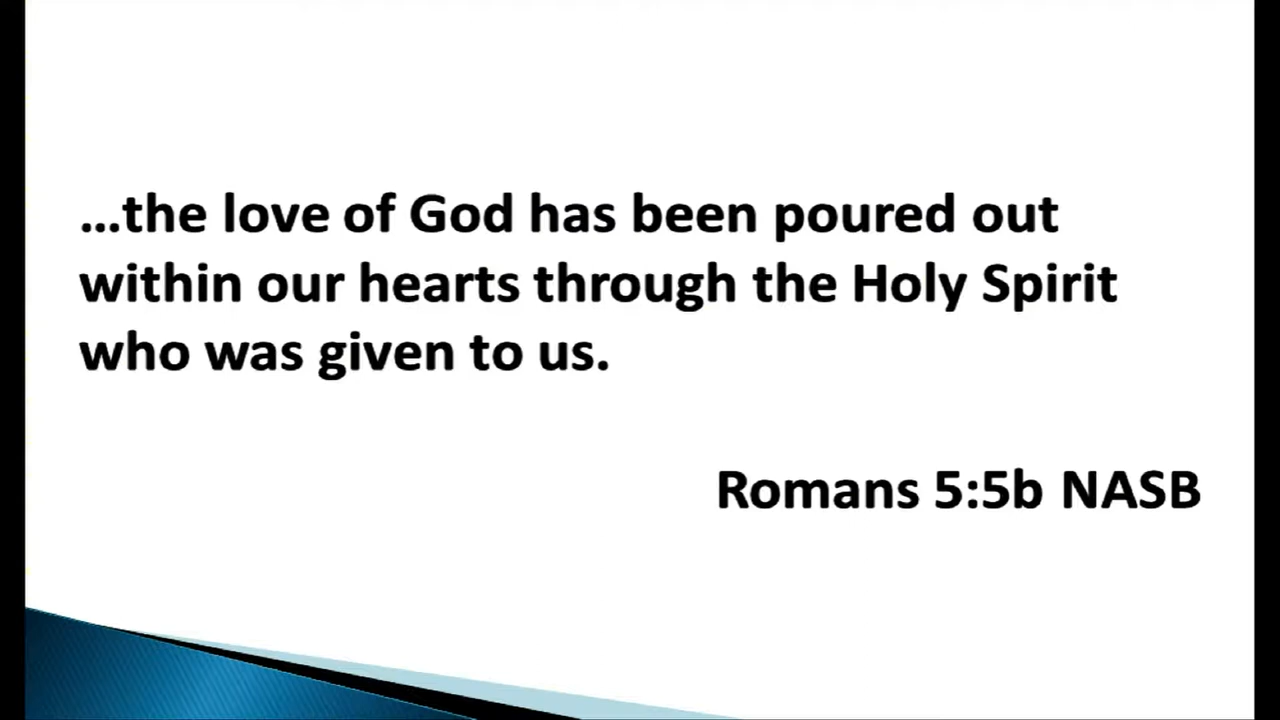 …the love of God has been poured out
within our hearts through the Holy Spirit
who was given to us.
Romans 5:5b NASB